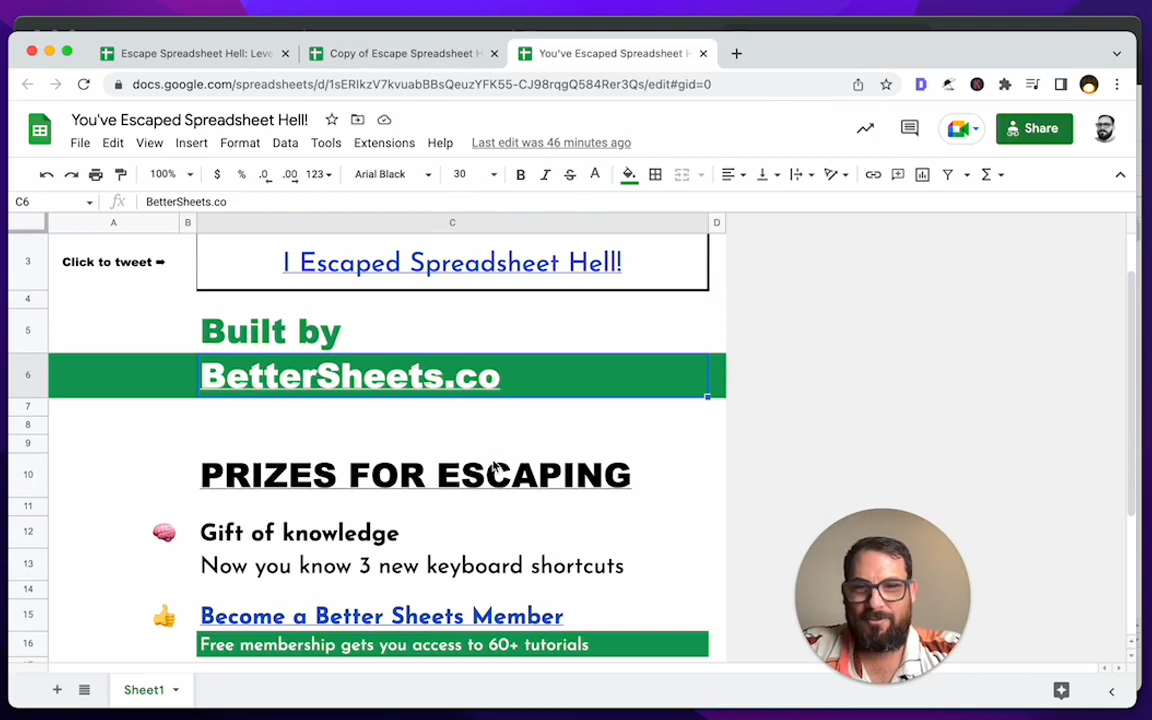 Escape Spreadsheet Hell: Leve
Copy of Escape Spreadsheet H
You've Escaped Spreadsheet H
docs.google.com/spreadsheets/d/1sERIkzV7kvuabBBsQeuzYFK55-CJ98rqgQ584Rer3Qs/edit#gid=0
You've Escaped Spreadsheet Hell!
File Edit View Insert Format Data Tools Extensions Help Last edit was 46 minutes ago
Share
100% $ % .0 .00 123 Arial Black 30 B I S A
C6 fx BetterSheets.co
A B C D
3 Click to tweet ➡ I Escaped Spreadsheet Hell!
4
5 Built by
6 BetterSheets.co
7
8
9
10 PRIZES FOR ESCAPING
11
12 🧠 Gift of knowledge
13 Now you know 3 new keyboard shortcuts
14
15 👍 Become a Better Sheets Member
16 Free membership gets you access to 60+ tutorials
Sheet1